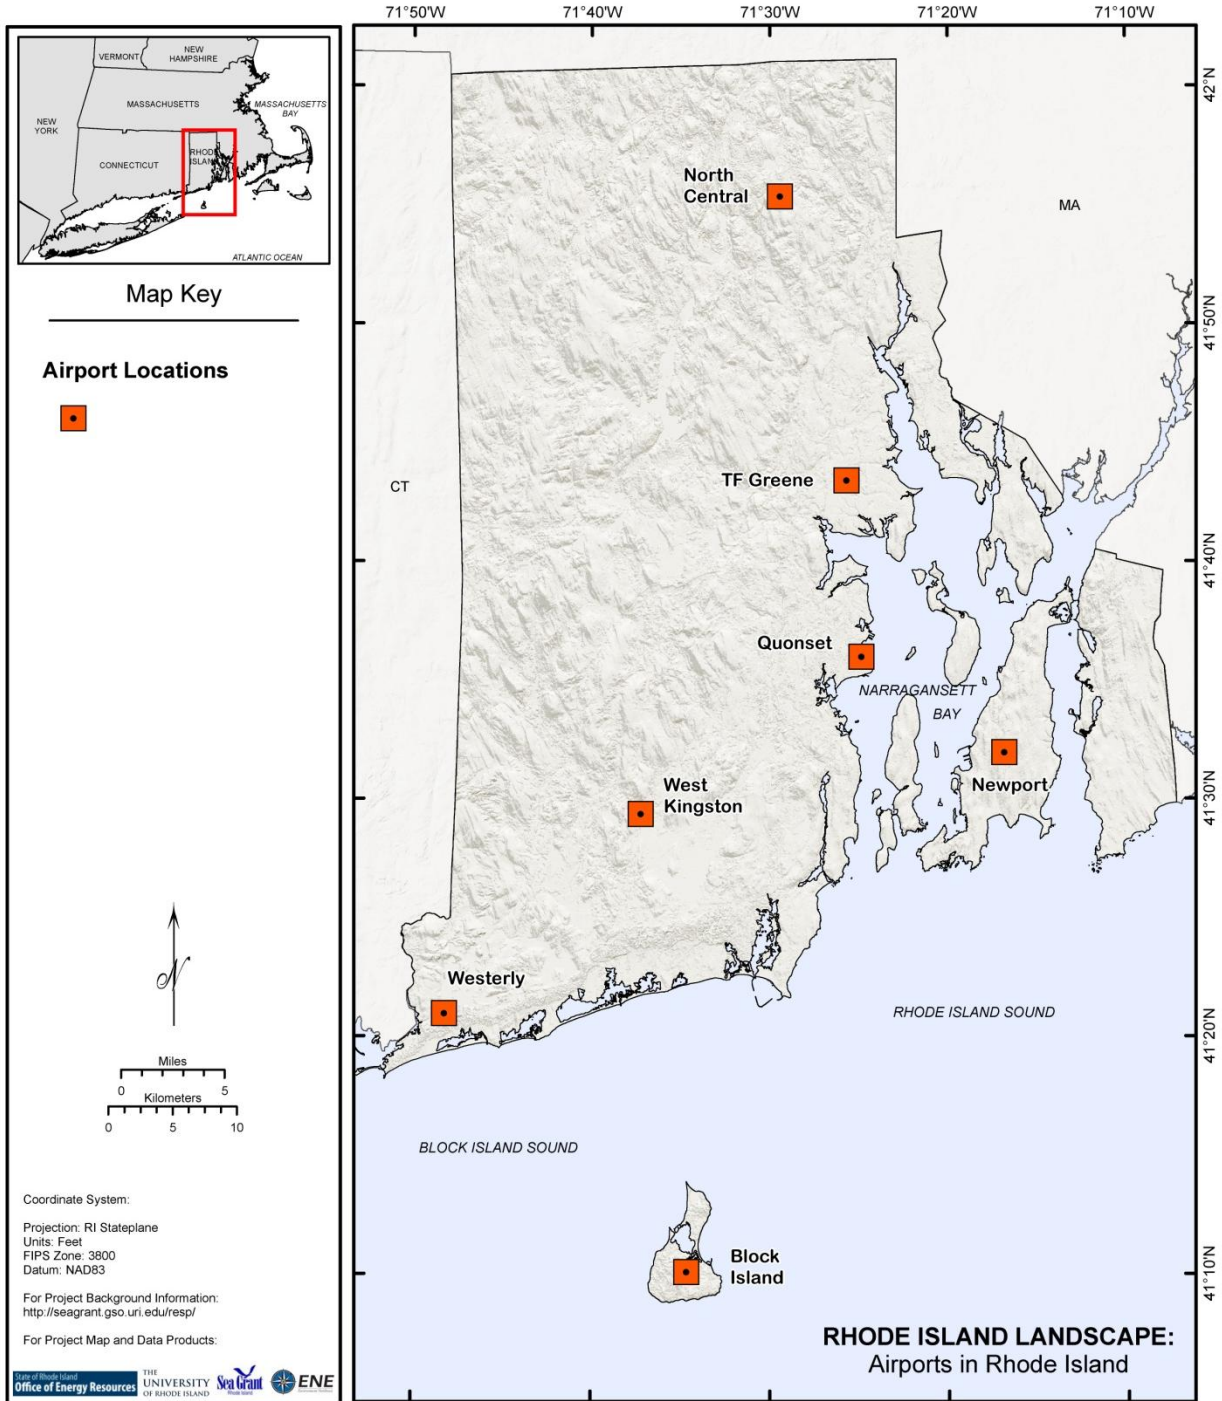 71°50'W
71°40'W
71°30'W
71°20'W
71°10'W
VERMONT
NEW
HAMPSHIRE
MASSACHUSETTS
MASSACHUSETTS
BAY
NEW
YORK
CONNECTICUT
RHODE
ISLAND
ATLANTIC OCEAN
Map Key
Airport Locations
Miles
0
5
Kilometers
0
5
10
Coordinate System:
Projection: RI Stateplane
Units: Feet
FIPS Zone: 3800
Datum: NAD83
For Project Background Information:
http://seagrant.gso.uri.edu/resp/
For Project Map and Data Products:
State of Rhode Island
Office of Energy Resources
THE
UNIVERSITY
OF RHODE ISLAND
Sea Grant
Rhode Island
ENE
North
Central
MA
CT
TF Greene
Quonset
NARRAGANSETT
BAY
Newport
West
Kingston
Westerly
RHODE ISLAND SOUND
BLOCK ISLAND SOUND
Block
Island
RHODE ISLAND LANDSCAPE:
Airports in Rhode Island
42°N
41°50'N
41°40'N
41°30'N
41°20'N
41°10'N